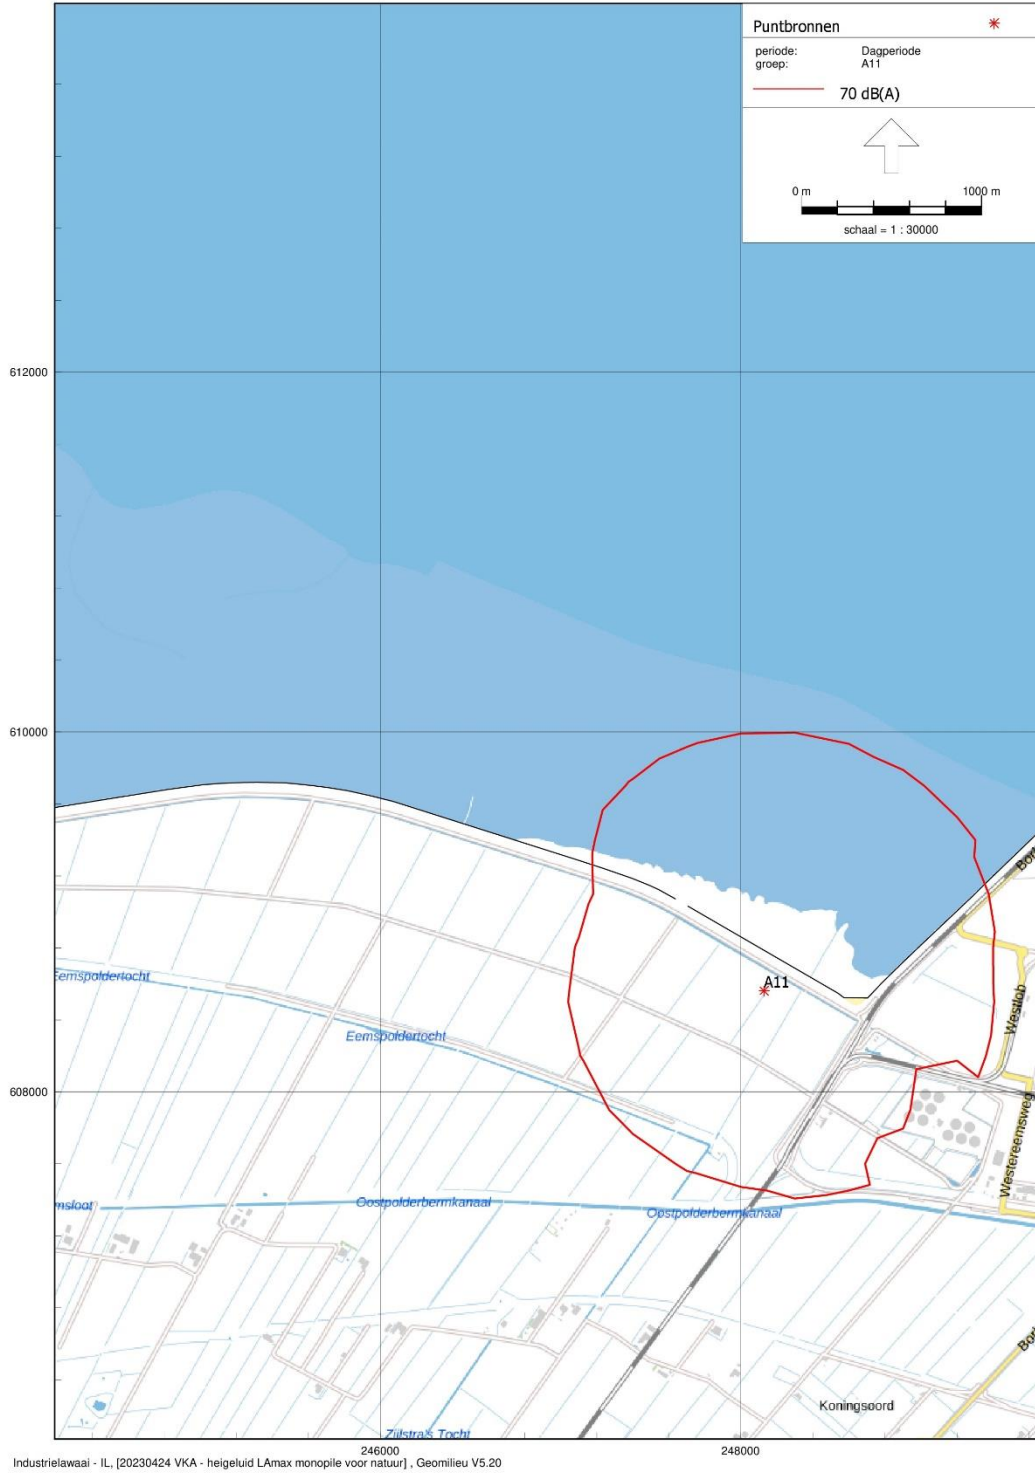 Puntbronnen
periode: Dagperiode
groep: A11
70 dB(A)
0 m 1000 m
schaal = 1 : 30000
612000
610000
A11
Eemspoldertocht
Westlob
Eemspoldertocht
608000
Westereemsweg
Oostpolderbermkanaal
Oostpolderbermkanaal
Koningsoord
Zijlstra's Tocht
246000 248000
Industrielawaai - IL, [20230424 VKA - heigeluid LAmax monopile voor natuur] , Geomilieu V5.20